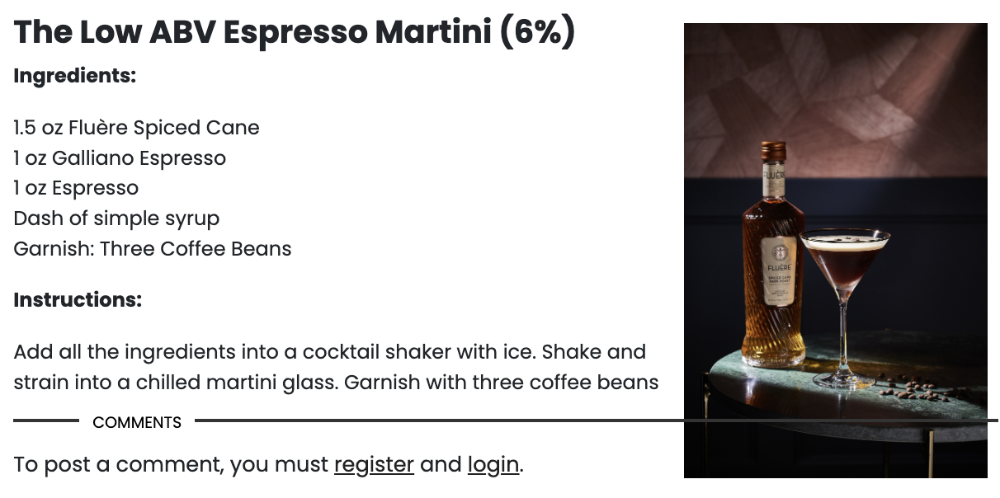 The Low ABV Espresso Martini (6%)
Ingredients:
1.5 oz Fluère Spiced Cane
1 oz Galliano Espresso
1 oz Espresso
Dash of simple syrup
Garnish: Three Coffee Beans
Instructions:
Add all the ingredients into a cocktail shaker with ice. Shake and
strain into a chilled martini glass. Garnish with three coffee beans
FLUÈRE
FLUÈRE
SPICED CANE
DARK ROAST
COMMENTS
To post a comment, you must register and login.